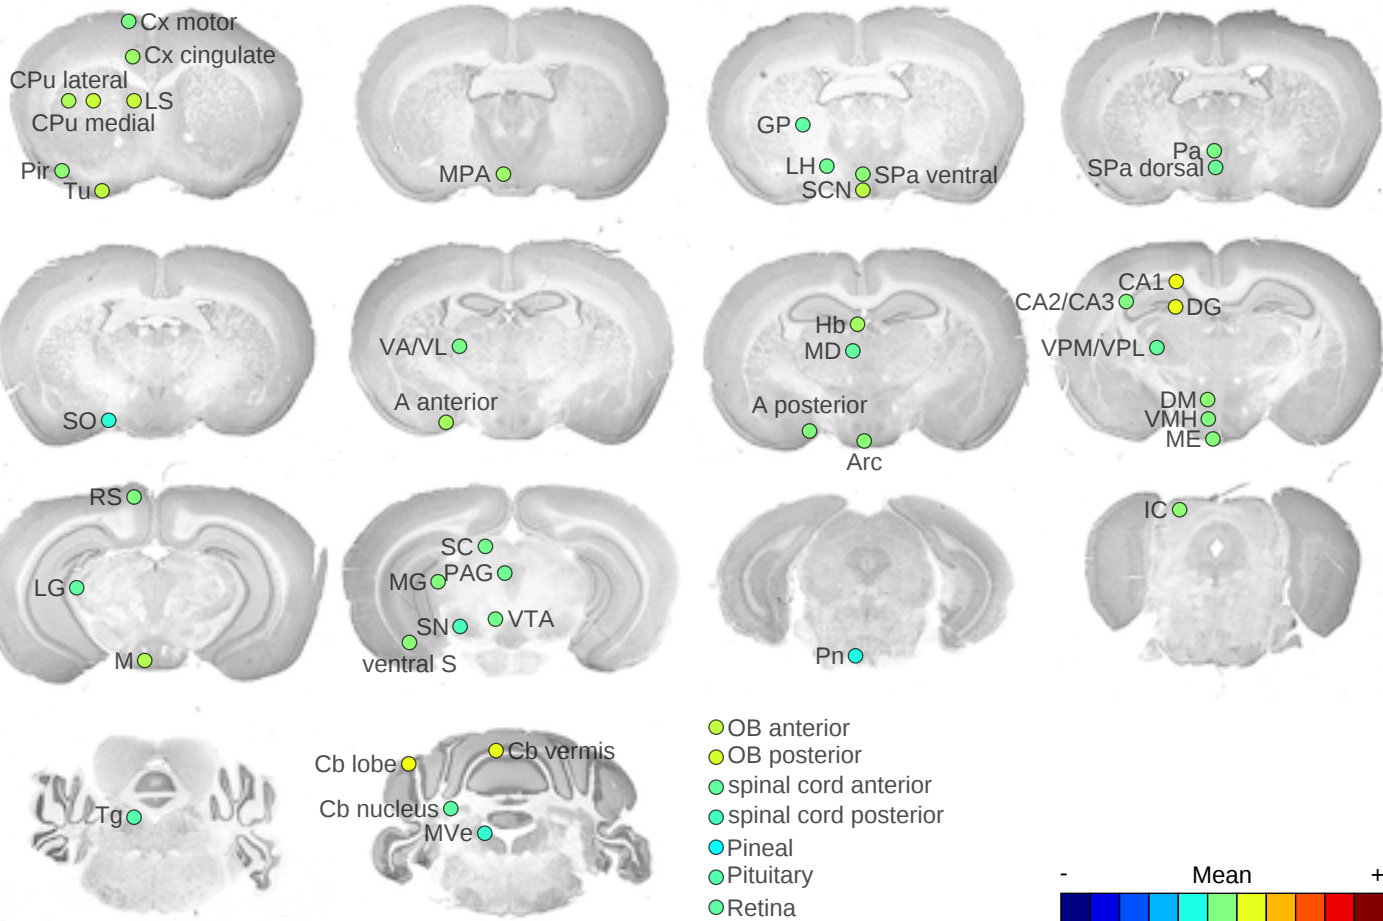 Cx motor
Cx cingulate
CPu lateral
LS
CPu medial
Pir
Tu
MPA
GP
LH
SPa ventral
SCN
Pa
SPa dorsal
SO
VA/VL
A anterior
Hb
MD
A posterior
Arc
CA1
CA2/CA3
DG
VPM/VPL
DM
VMH
ME
RS
LG
M
SC
MG
PAG
SN
VTA
ventral S
Pn
IC
Tg
Cb lobe
Cb vermis
Cb nucleus
MVe
OB anterior
OB posterior
spinal cord anterior
spinal cord posterior
Pineal
Pituitary
Retina
- Mean +